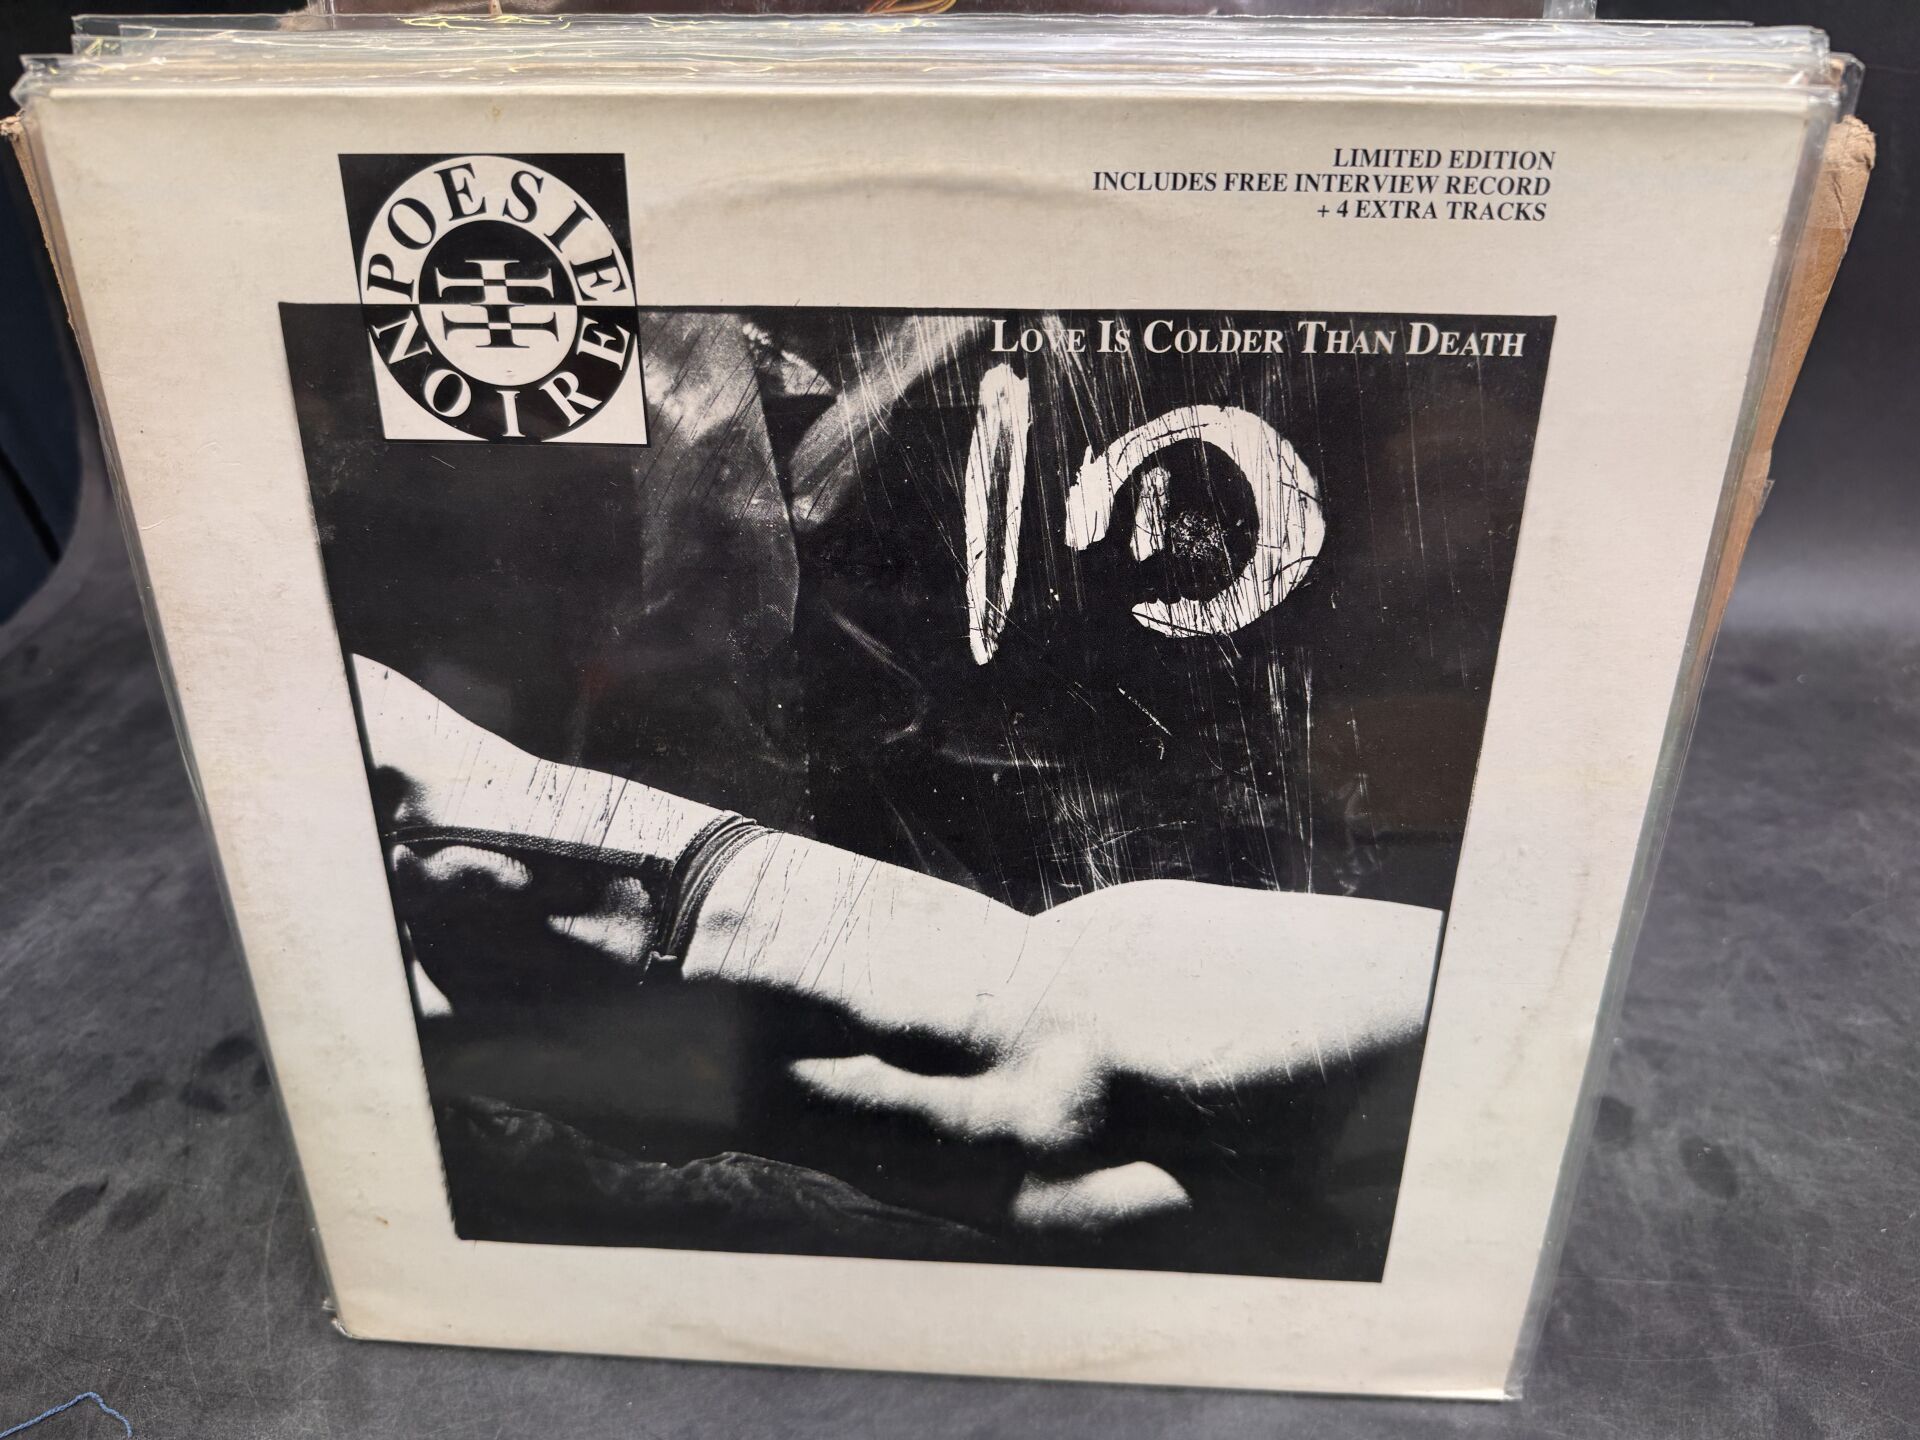 POESIE
NOIRE
LIMITED EDITION
INCLUDES FREE INTERVIEW RECORD
+ 4 EXTRA TRACKS
LOVE IS COLDER THAN DEATH